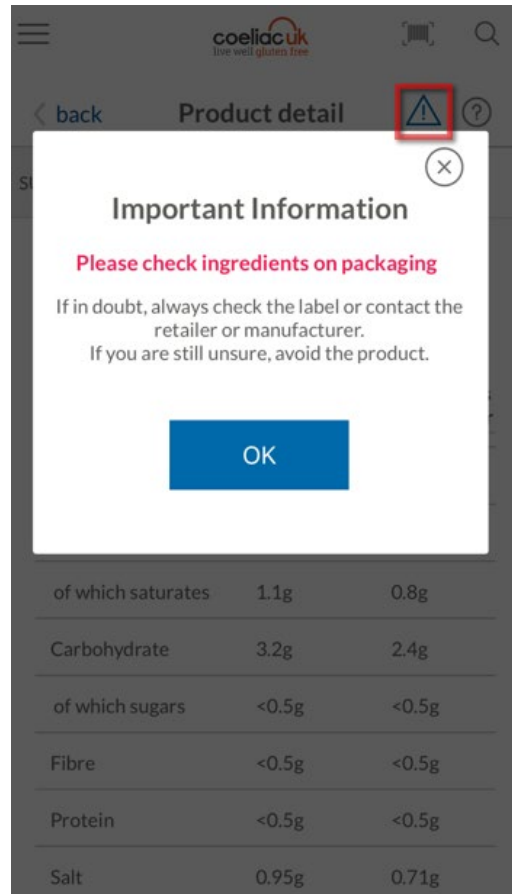 coeliac uk
live well gluten free
back Product detail
Important Information
Please check ingredients on packaging
If in doubt, always check the label or contact the
retailer or manufacturer.
If you are still unsure, avoid the product.
OK
of which saturates 1.1g 0.8g
Carbohydrate 3.2g 2.4g
of which sugars <0.5g <0.5g
Fibre <0.5g <0.5g
Protein <0.5g <0.5g
Salt 0.95g 0.71g